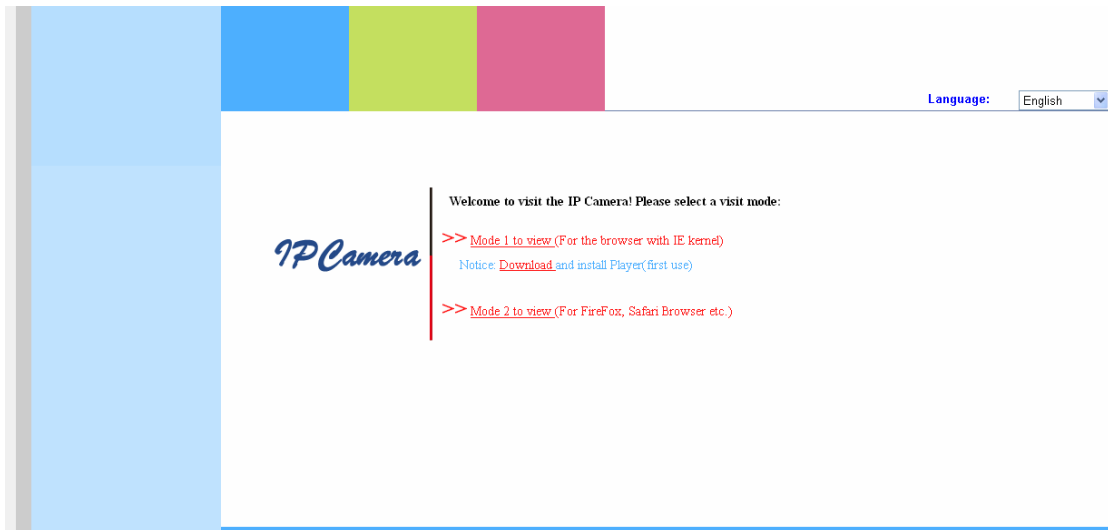 Language: English
Welcome to visit the IP Camera! Please select a visit mode:
IPCamera
>> Mode 1 to view (For the browser with IE kernel)
Notice: Download and install Player(first use)
>> Mode 2 to view (For FireFox, Safari Browser etc.)